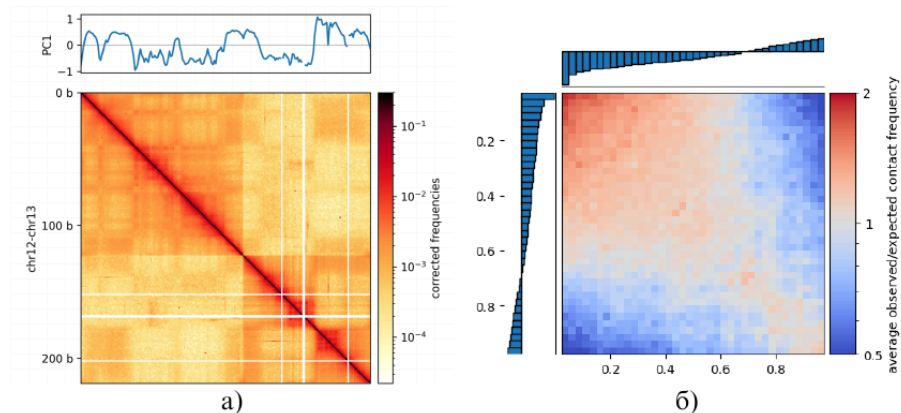 1
0
−1
PC1
0 b
100 b
200 b
chr12-chr13
10⁻¹
10⁻²
10⁻³
10⁻⁴
corrected frequencies
а)
0.2
0.4
0.6
0.8
0.2 0.4 0.6 0.8
2
1
0.5
average observed/expected contact frequency
б)